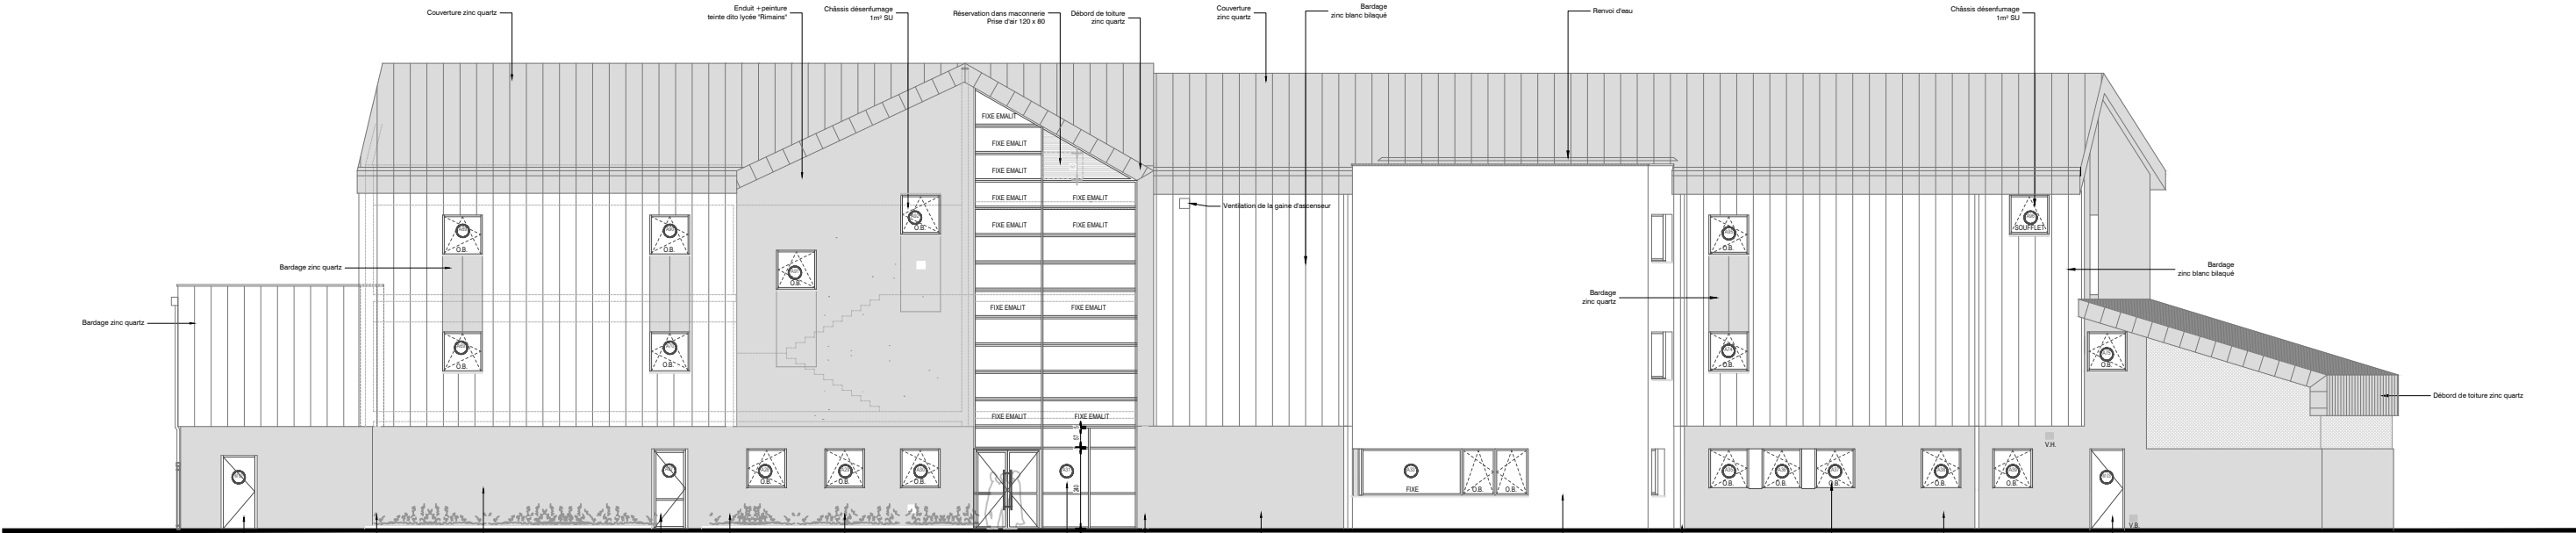 Couverture zinc quartz
Enduit +peinture
teinte dito lycée "Rimains"
Châssis désenfumage
1m² SU
Réservation dans maconnerie
Prise d'air 120 x 80
Débord de toiture
zinc quartz
Couverture
zinc quartz
Bardage
zinc blanc bilaqué
Renvoi d'eau
Châssis désenfumage
1m² SU
FIXE EMALIT
FIXE EMALIT
FIXE EMALIT
FIXE EMALIT FIXE EMALIT
FIXE EMALIT FIXE EMALIT
Ventilation de la gaine d'ascenseur
O.B.
O.B.
O.B.
O.B.
O.B.
SOUFFLET
Bardage zinc quartz
Bardage
zinc quartz
Bardage
zinc blanc bilaqué
Bardage zinc quartz
FIXE EMALIT FIXE EMALIT
O.B.
O.B.
O.B.
O.B.
Débord de toiture zinc quartz
FIXE EMALIT FIXE EMALIT
V.H.
O.B.
O.B.
O.B.
FIXE
O.B.
O.B.
O.B.
O.B.
O.B.
O.B.
O.B.
V.B.